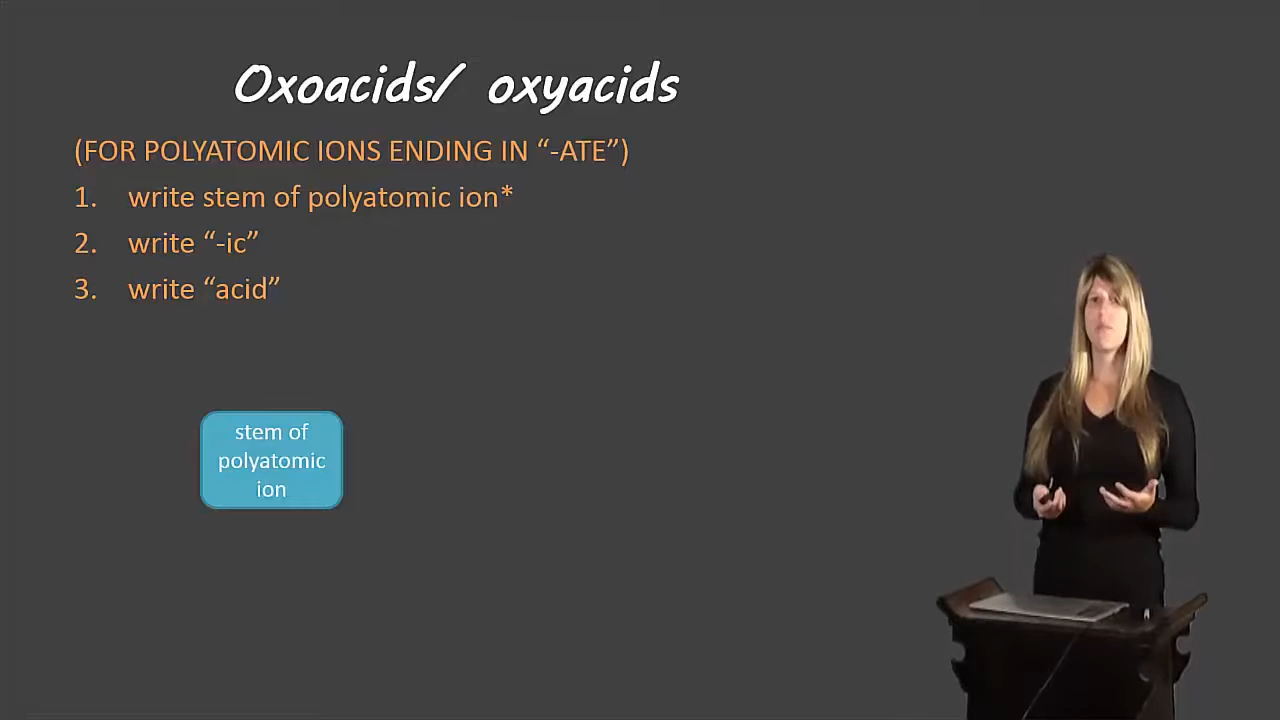 Oxoacids/ oxyacids
(FOR POLYATOMIC IONS ENDING IN “-ATE”)
1. write stem of polyatomic ion*
2. write “-ic”
3. write “acid”
stem of
polyatomic
ion